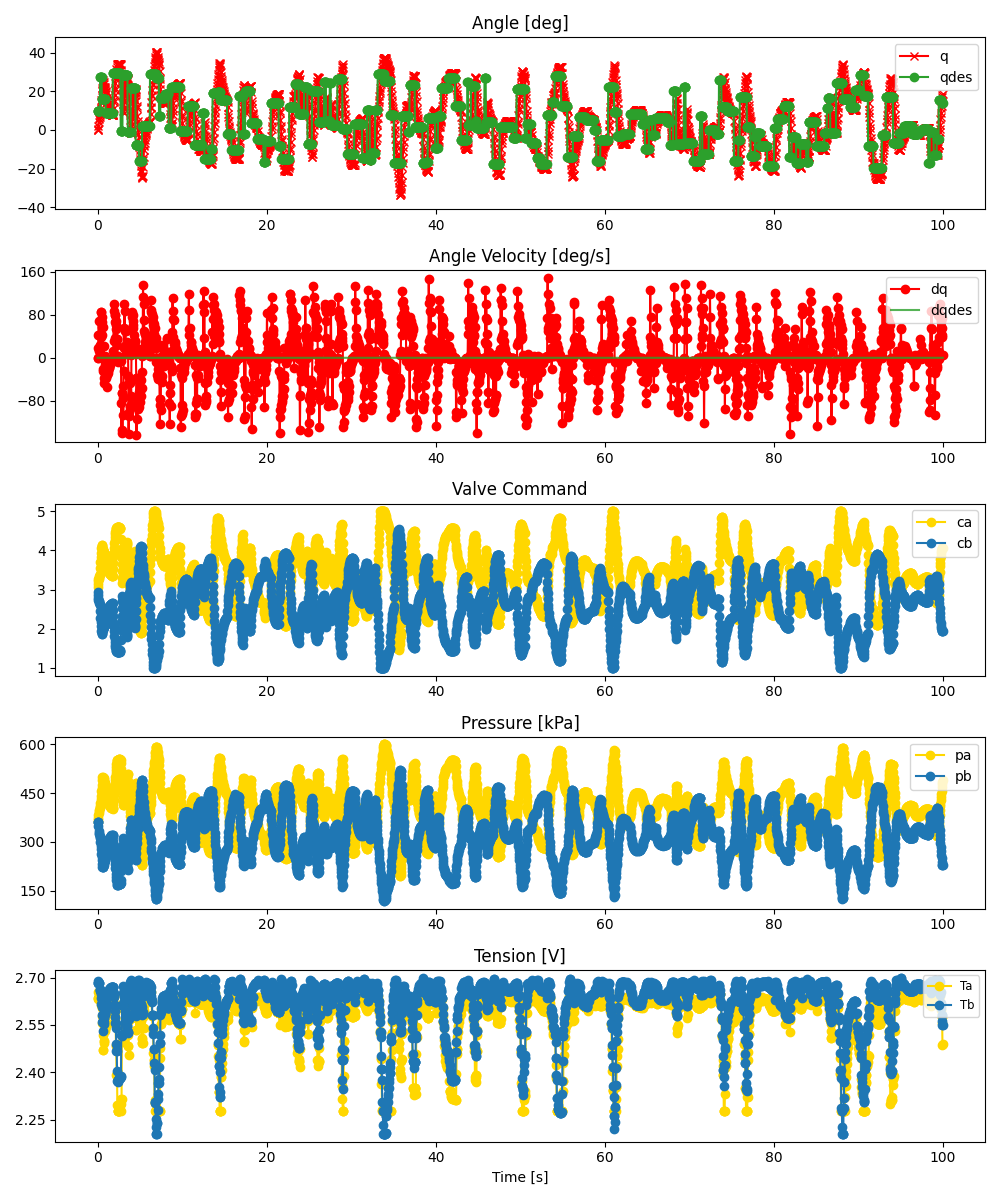 Angle [deg]
40
20
0
−20
−40
q
qdes
0 20 40 60 80 100
Angle Velocity [deg/s]
160
80
0
−80
dq
dqdes
0 20 40 60 80 100
Valve Command
5
4
3
2
1
ca
cb
0 20 40 60 80 100
Pressure [kPa]
600
450
300
150
pa
pb
0 20 40 60 80 100
Tension [V]
2.70
2.55
2.40
2.25
Ta
Tb
0 20 40 60 80 100
Time [s]